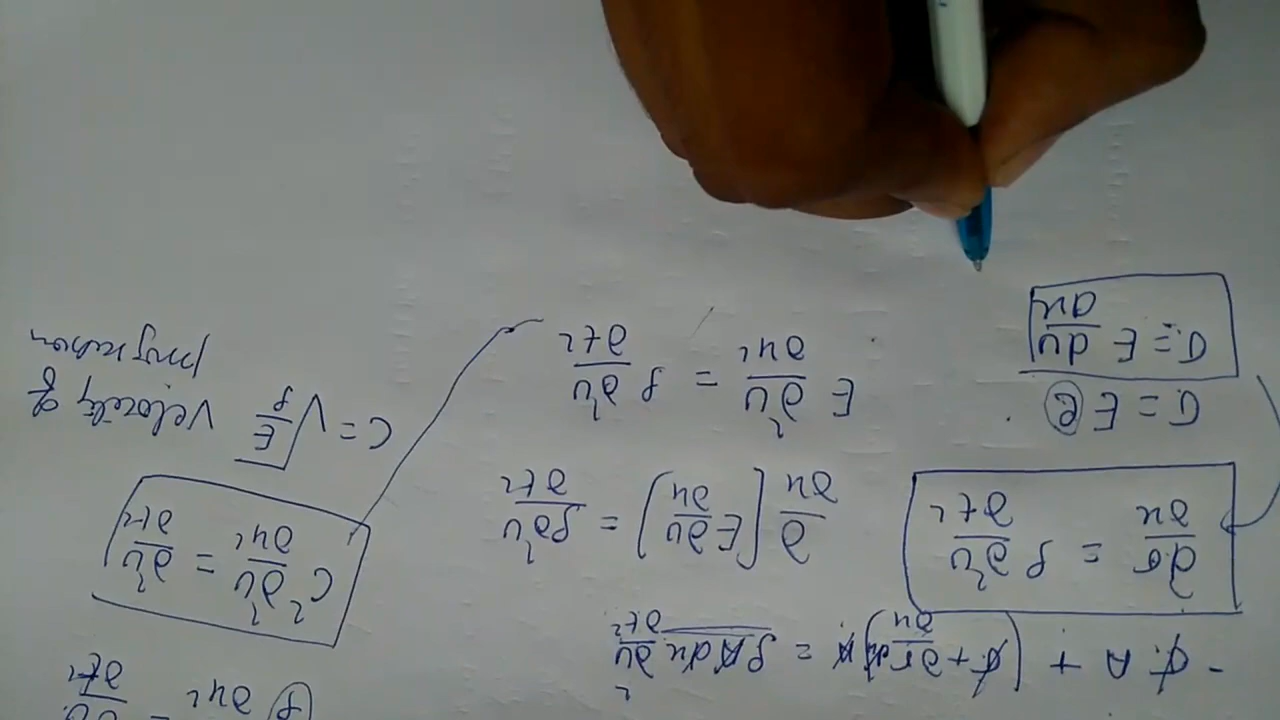 - σ A + (σ + ∂σ/∂x dx) A = ρ A dx ∂²u/∂t²
∂σ/∂x = ρ ∂²u/∂t²
σ = E e
σ = E du/dx
∂/∂x (E ∂u/∂x) = ρ ∂²u/∂t²
E ∂²u/∂x² = ρ ∂²u/∂t²
C² ∂²u/∂x² = ∂²u/∂t²
C = √E/ρ velocity of